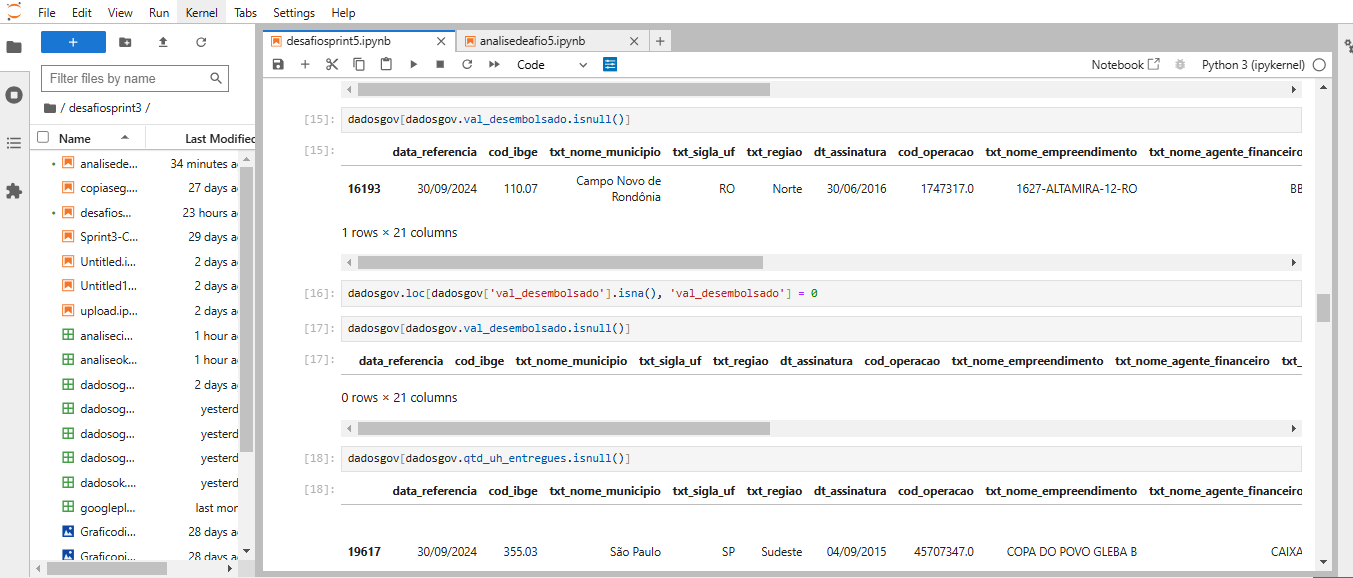 File Edit View Run Kernel Tabs Settings Help
+
Filter files by name
/ desafiosprint3 /
Name Last Modified
analisede... 34 minutes a
copiaseg... 27 days a
desafios... 23 hours a
Sprint3-C... 29 days a
Untitled.i... 2 days a
Untitled1... 2 days a
upload.ip... 2 days a
analiseci... 1 hour a
analiseok... 1 hour a
dadosog... 2 days a
dadosog... yesterd
dadosog... yesterd
dadosog... yesterd
dadosok.... yesterd
googlepl... last mor
Graficodi... 28 days a
Graficopi... 28 days a
desafiosprint5.ipynb × analisedeafio5.ipynb × +
Code Notebook Python 3 (ipykernel)
[15]: dadosgov[dadosgov.val_desembolsado.isnull()]
[15]: data_referencia cod_ibge txt_nome_municipio txt_sigla_uf txt_regiao dt_assinatura cod_operacao txt_nome_empreendimento txt_nome_agente_financeiro
16193 30/09/2024 110.07 Campo Novo de Rondônia RO Norte 30/06/2016 1747317.0 1627-ALTAMIRA-12-RO BB
1 rows × 21 columns
[16]: dadosgov.loc[dadosgov['val_desembolsado'].isna(), 'val_desembolsado'] = 0
[17]: dadosgov[dadosgov.val_desembolsado.isnull()]
[17]: data_referencia cod_ibge txt_nome_municipio txt_sigla_uf txt_regiao dt_assinatura cod_operacao txt_nome_empreendimento txt_nome_agente_financeiro txt_
0 rows × 21 columns
[18]: dadosgov[dadosgov.qtd_uh_entregues.isnull()]
[18]: data_referencia cod_ibge txt_nome_municipio txt_sigla_uf txt_regiao dt_assinatura cod_operacao txt_nome_empreendimento txt_nome_agente_financeiro
19617 30/09/2024 355.03 São Paulo SP Sudeste 04/09/2015 45707347.0 COPA DO POVO GLEBA B CAIXA